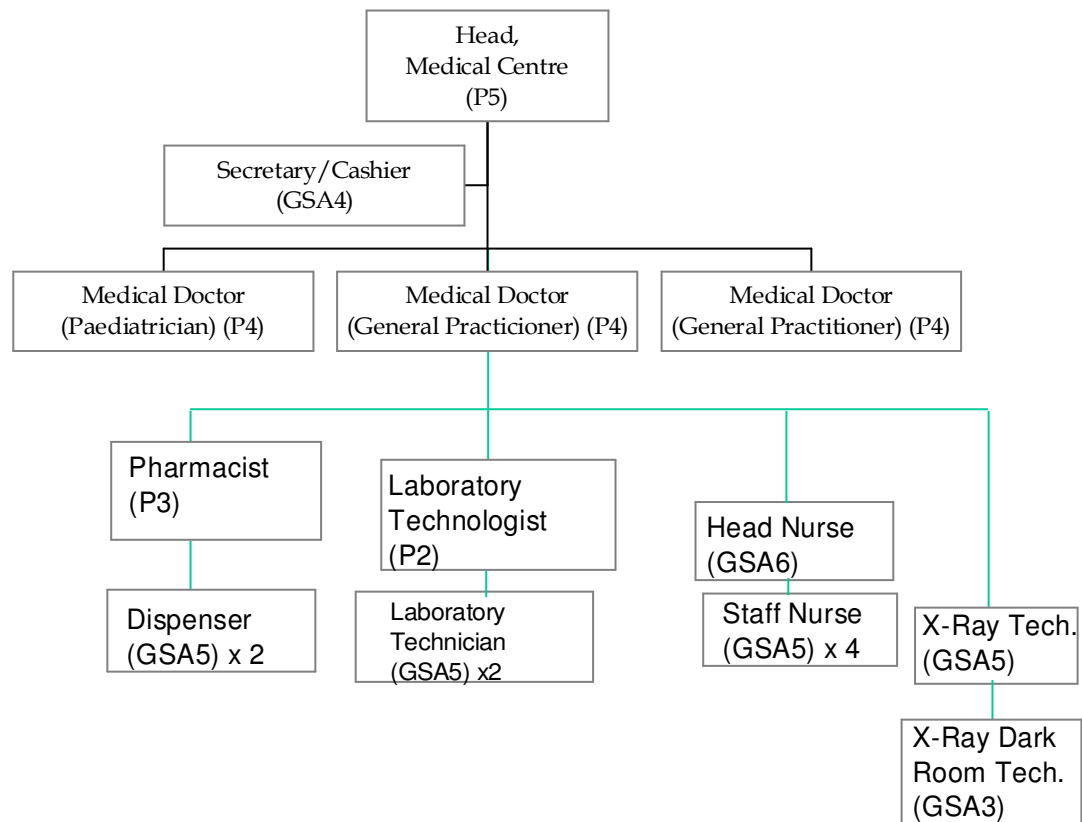 Head,
Medical Centre
(P5)
Secretary/Cashier
(GSA4)
Medical Doctor
(Paediatrician) (P4)
Medical Doctor
(General Practicioner) (P4)
Medical Doctor
(General Practitioner) (P4)
Pharmacist
(P3)
Laboratory
Technologist
(P2)
Head Nurse
(GSA6)
Dispenser
(GSA5) x 2
Laboratory
Technician
(GSA5) x2
Staff Nurse
(GSA5) x 4
X-Ray Tech.
(GSA5)
X-Ray Dark
Room Tech.
(GSA3)